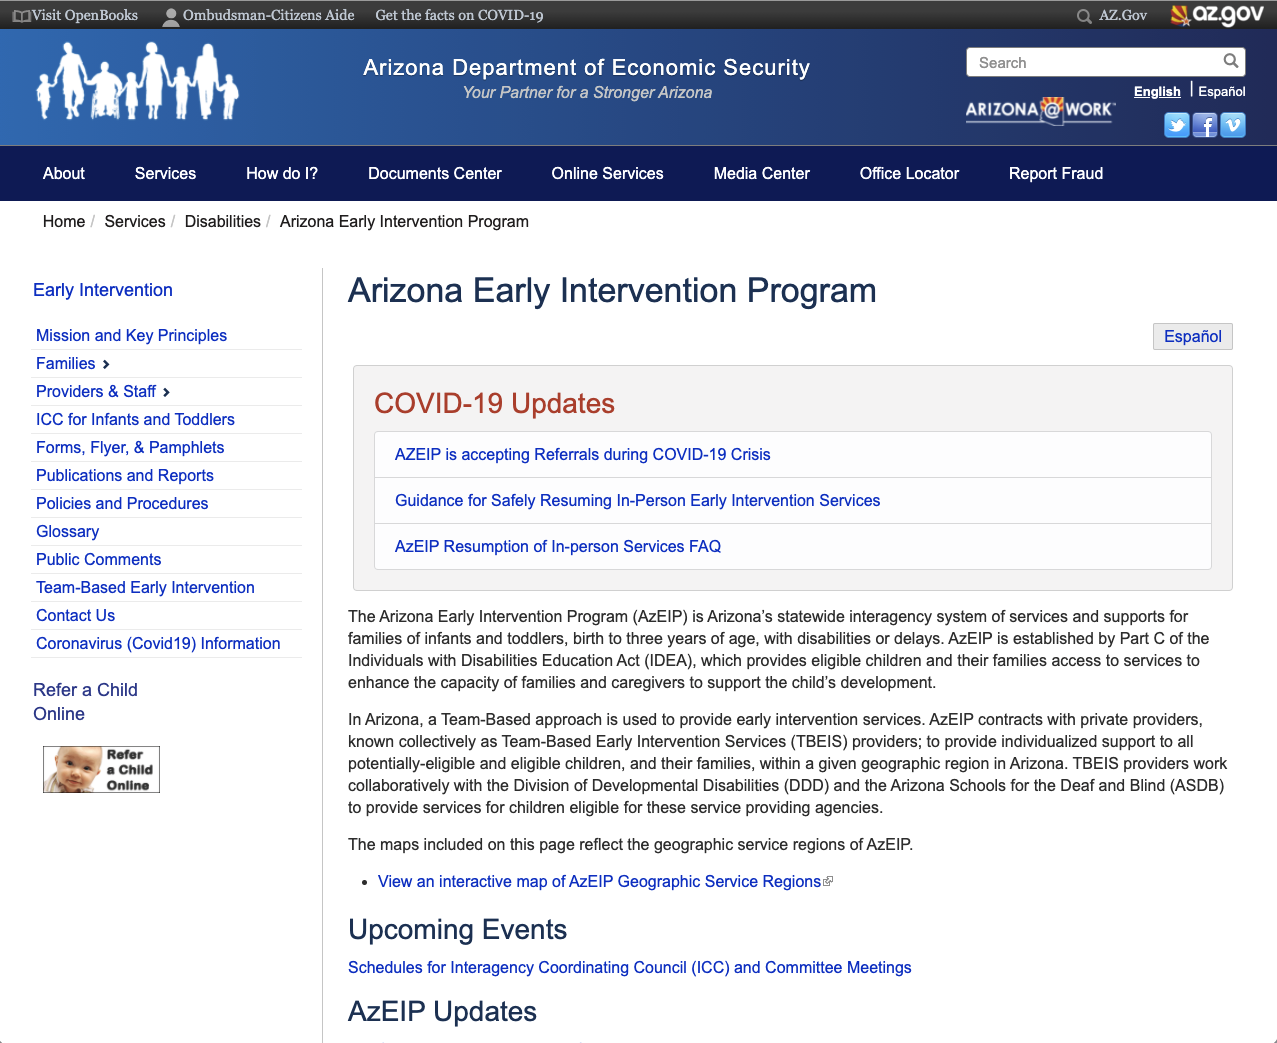 Visit OpenBooks Ombudsman-Citizens Aide Get the facts on COVID-19 AZ.Gov az.gov
Arizona Department of Economic Security
Your Partner for a Stronger Arizona
Search
English Español
ARIZONA@WORK
About Services How do I? Documents Center Online Services Media Center Office Locator Report Fraud
Home / Services / Disabilities / Arizona Early Intervention Program
Early Intervention
Mission and Key Principles
Families
Providers & Staff
ICC for Infants and Toddlers
Forms, Flyer, & Pamphlets
Publications and Reports
Policies and Procedures
Glossary
Public Comments
Team-Based Early Intervention
Contact Us
Coronavirus (Covid19) Information
Refer a Child
Online
Refer
a Child
Online
Arizona Early Intervention Program
Español
COVID-19 Updates
AZEIP is accepting Referrals during COVID-19 Crisis
Guidance for Safely Resuming In-Person Early Intervention Services
AzEIP Resumption of In-person Services FAQ
The Arizona Early Intervention Program (AzEIP) is Arizona's statewide interagency system of services and supports for
families of infants and toddlers, birth to three years of age, with disabilities or delays. AzEIP is established by Part C of the
Individuals with Disabilities Education Act (IDEA), which provides eligible children and their families access to services to
enhance the capacity of families and caregivers to support the child's development.
In Arizona, a Team-Based approach is used to provide early intervention services. AzEIP contracts with private providers,
known collectively as Team-Based Early Intervention Services (TBEIS) providers; to provide individualized support to all
potentially-eligible and eligible children, and their families, within a given geographic region in Arizona. TBEIS providers work
collaboratively with the Division of Developmental Disabilities (DDD) and the Arizona Schools for the Deaf and Blind (ASDB)
to provide services for children eligible for these service providing agencies.
The maps included on this page reflect the geographic service regions of AzEIP.
• View an interactive map of AzEIP Geographic Service Regions
Upcoming Events
Schedules for Interagency Coordinating Council (ICC) and Committee Meetings
AzEIP Updates